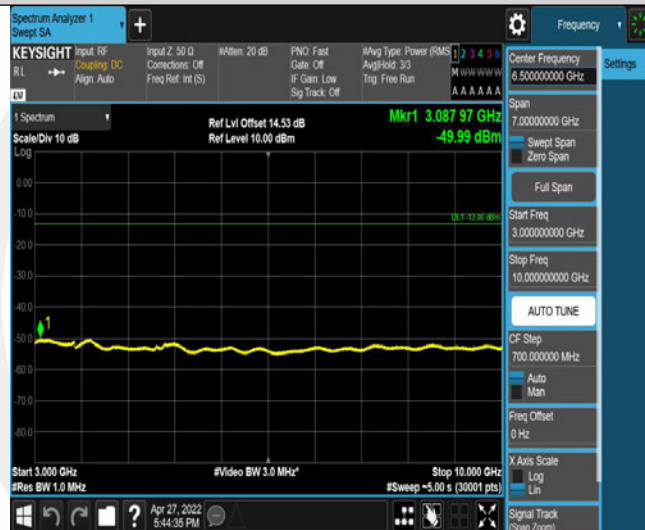 Spectrum Analyzer 1
Swept SA
Frequency
KEYSIGHT
RL
Input: RF
Coupling: DC
Align: Auto
Input Z: 50 Ω
Corrections: Off
Freq Ref: Int (S)
#Atten: 20 dB
PNO: Fast
Gate: Off
IF Gain: Low
Sig Track: Off
#Avg Type: Power (RMS
Avg|Hold: 3/3
Trig: Free Run
1 2 3 4 5 6
M W W W W W
A A A A A A
LXI
1 Spectrum
Scale/Div 10 dB
Log
Ref Lvl Offset 14.53 dB
Ref Level 10.00 dBm
Mkr1 3.087 97 GHz
-49.99 dBm
0.00
-10.0
-20.0
-30.0
-40.0
-50.0
-60.0
-70.0
-80.0
DL1 -13.00 dBm
1
Start 3.000 GHz
#Res BW 1.0 MHz
#Video BW 3.0 MHz*
Stop 10.000 GHz
#Sweep ~5.00 s (30001 pts)
Apr 27, 2022
5:44:35 PM
Center Frequency
6.500000000 GHz
Settings
Span
7.00000000 GHz
Swept Span
Zero Span
Full Span
Start Freq
3.000000000 GHz
Stop Freq
10.000000000 GHz
AUTO TUNE
CF Step
700.000000 MHz
Auto
Man
Freq Offset
0 Hz
X Axis Scale
Log
Lin
Signal Track
(Span Zoom)